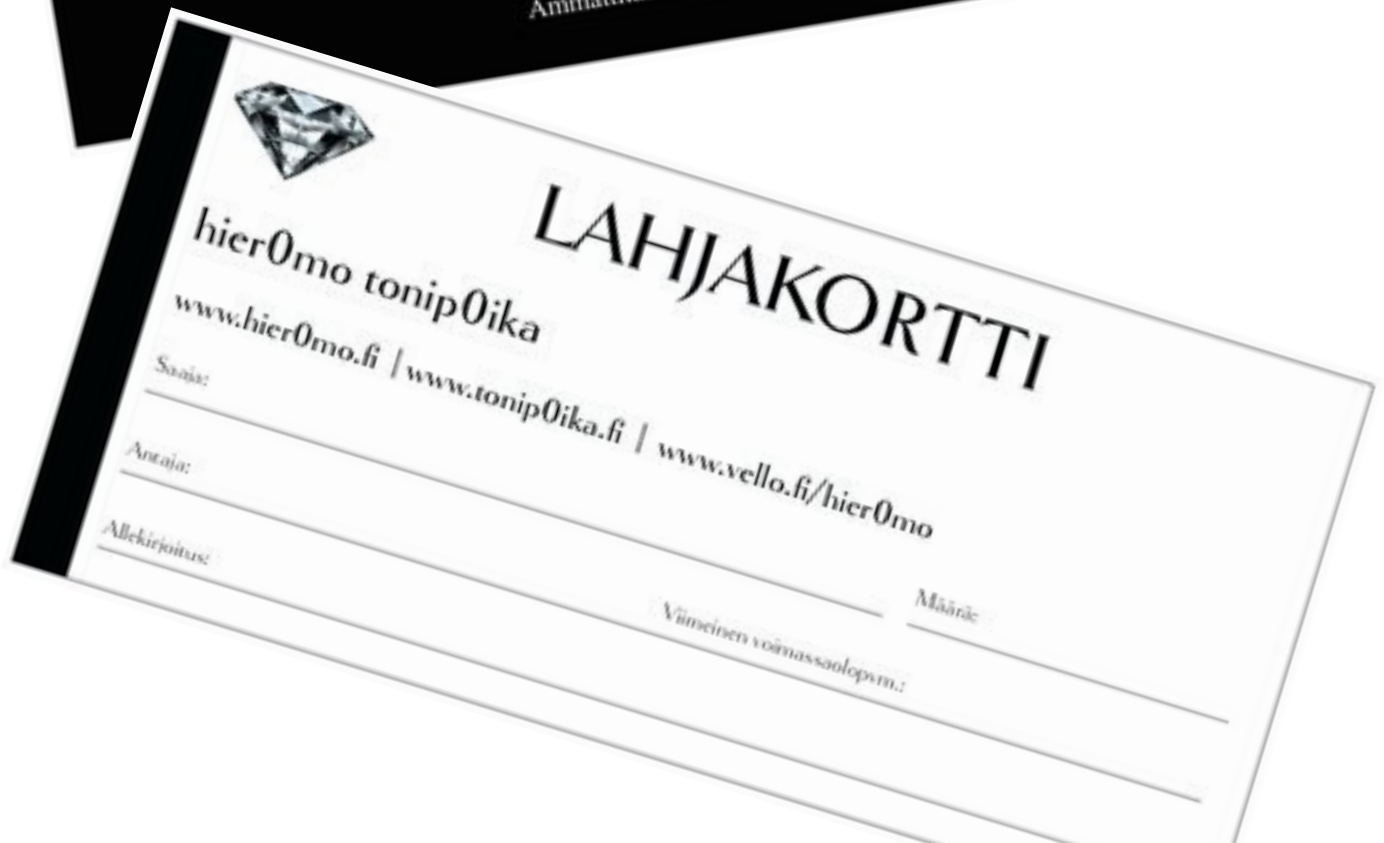 LAHJAKORTTI
hier0mo tonip0ika
www.hier0mo.fi | www.tonip0ika.fi | www.vello.fi/hier0mo
Saaja:
Määrä:
Antaja:
Viimeinen voimassaolopvm.:
Allekirjoitus: